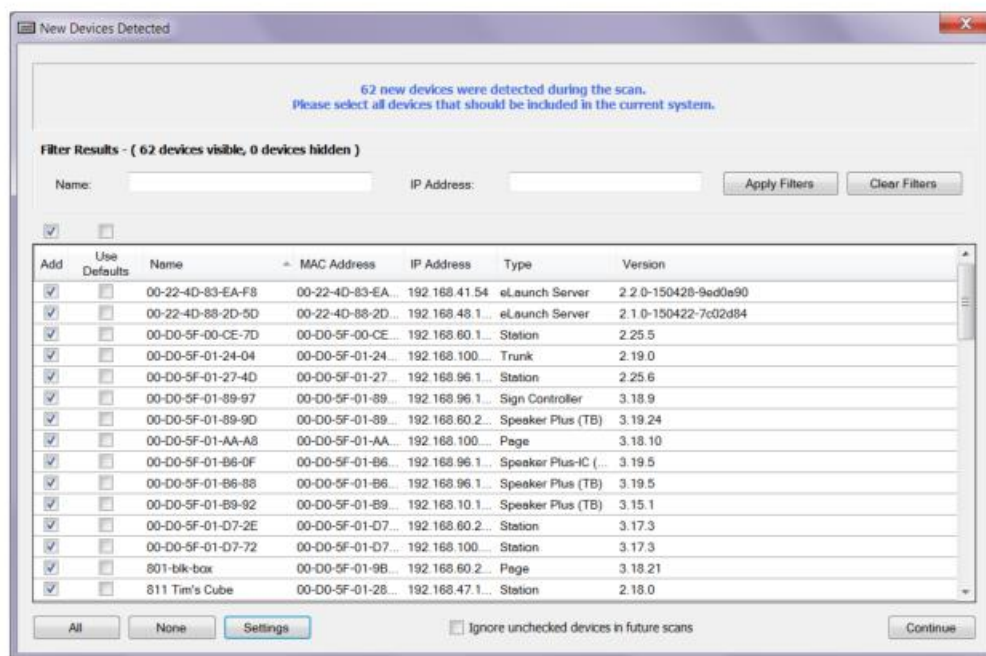 New Devices Detected
62 new devices were detected during the scan.
Please select all devices that should be included in the current system.
Filter Results - ( 62 devices visible, 0 devices hidden )
Name: IP Address: Apply Filters Clear Filters
Add Use Defaults Name MAC Address IP Address Type Version
00-22-4D-83-EA-F8 00-22-4D-83-EA... 192.168.41.54 eLaunch Server 2.2.0-150428-9ed0a90
00-22-4D-88-2D-5D 00-22-4D-88-2D... 192.168.48.1... eLaunch Server 2.1.0-150422-7c02d84
00-D0-5F-00-CE-7D 00-D0-5F-00-CE... 192.168.60.1... Station 2.25.5
00-D0-5F-01-24-04 00-D0-5F-01-24... 192.168.100.... Trunk 2.19.0
00-D0-5F-01-27-4D 00-D0-5F-01-27... 192.168.96.1... Station 2.25.6
00-D0-5F-01-89-97 00-D0-5F-01-89... 192.168.96.1... Sign Controller 3.18.9
00-D0-5F-01-89-9D 00-D0-5F-01-89... 192.168.60.2... Speaker Plus (TB) 3.19.24
00-D0-5F-01-AA-A8 00-D0-5F-01-AA... 192.168.100.... Page 3.18.10
00-D0-5F-01-B6-0F 00-D0-5F-01-B6... 192.168.96.1... Speaker Plus-IC (... 3.19.5
00-D0-5F-01-B6-88 00-D0-5F-01-B6... 192.168.96.1... Speaker Plus (TB) 3.19.5
00-D0-5F-01-B9-92 00-D0-5F-01-B9... 192.168.10.1... Speaker Plus (TB) 3.15.1
00-D0-5F-01-D7-2E 00-D0-5F-01-D7... 192.168.60.2... Station 3.17.3
00-D0-5F-01-D7-72 00-D0-5F-01-D7... 192.168.100.... Station 3.17.3
801-blk-box 00-D0-5F-01-9B... 192.168.60.2... Page 3.18.21
811 Tim's Cube 00-D0-5F-01-28... 192.168.47.1... Station 2.18.0
All None Settings Ignore unchecked devices in future scans Continue